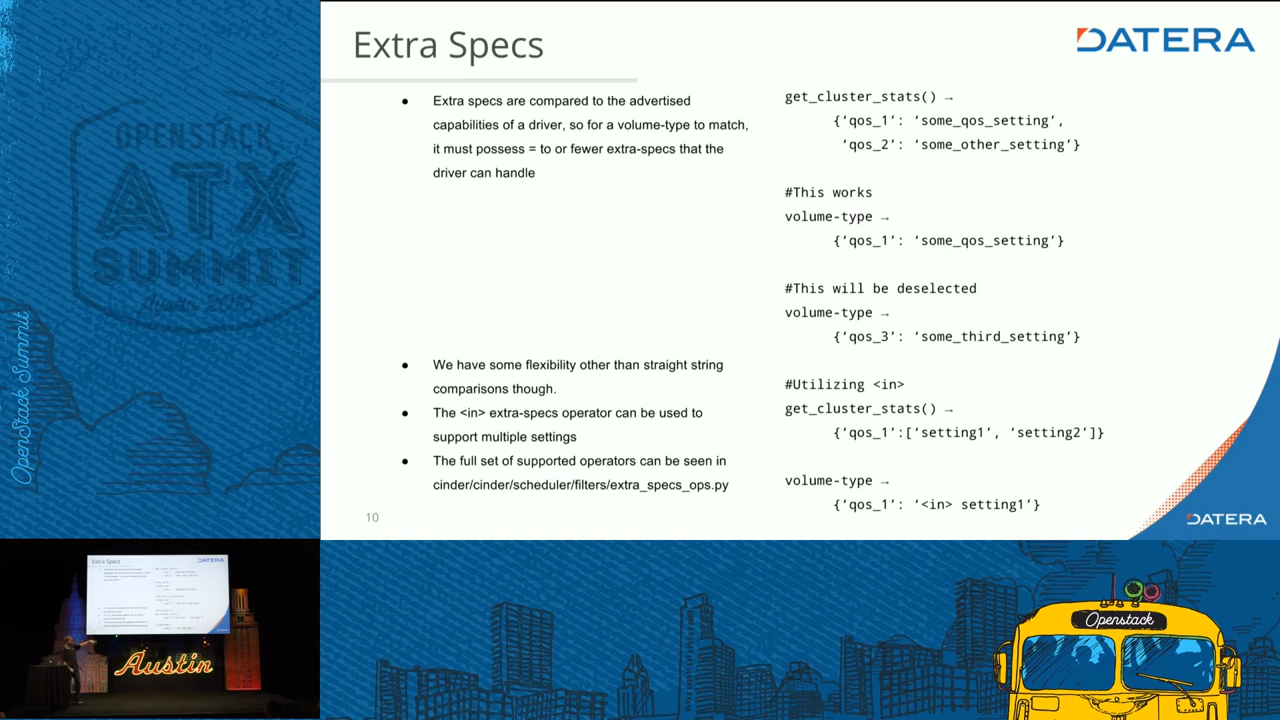 OPENSTACK
ATX
SUMMIT
Austin 2016
OpenStack Summit
Extra Specs
DATERA
● Extra specs are compared to the advertised
capabilities of a driver, so for a volume-type to match,
it must possess = to or fewer extra-specs that the
driver can handle
● We have some flexibility other than straight string
comparisons though.
● The <in> extra-specs operator can be used to
support multiple settings
● The full set of supported operators can be seen in
cinder/cinder/scheduler/filters/extra_specs_ops.py
10
get_cluster_stats() →
{‘qos_1’: ‘some_qos_setting’,
‘qos_2’: ‘some_other_setting’}
#This works
volume-type →
{‘qos_1’: ‘some_qos_setting’}
#This will be deselected
volume-type →
{‘qos_3’: ‘some_third_setting’}
#Utilizing <in>
get_cluster_stats() →
{‘qos_1’:[‘setting1’, ‘setting2’]}
volume-type →
{‘qos_1’: ‘<in> setting1’}
DATERA
Extra Specs
DATERA
Austin
Openstack